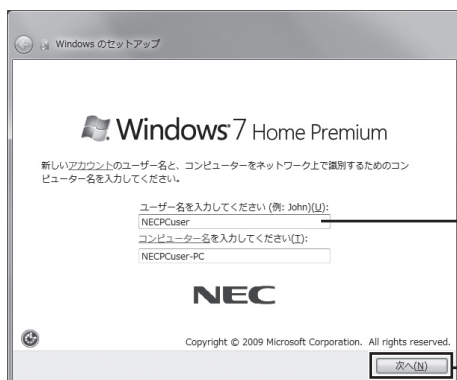 Windows のセットアップ
Windows 7 Home Premium
新しいアカウントのユーザー名と、コンピューターをネットワーク上で識別するためのコン
ピューター名を入力してください。
ユーザー名を入力してください (例: John)(U):
NECPCuser
コンピューター名を入力してください(T):
NECPCuser-PC
NEC
Copyright © 2009 Microsoft Corporation. All rights reserved.
次へ(N)